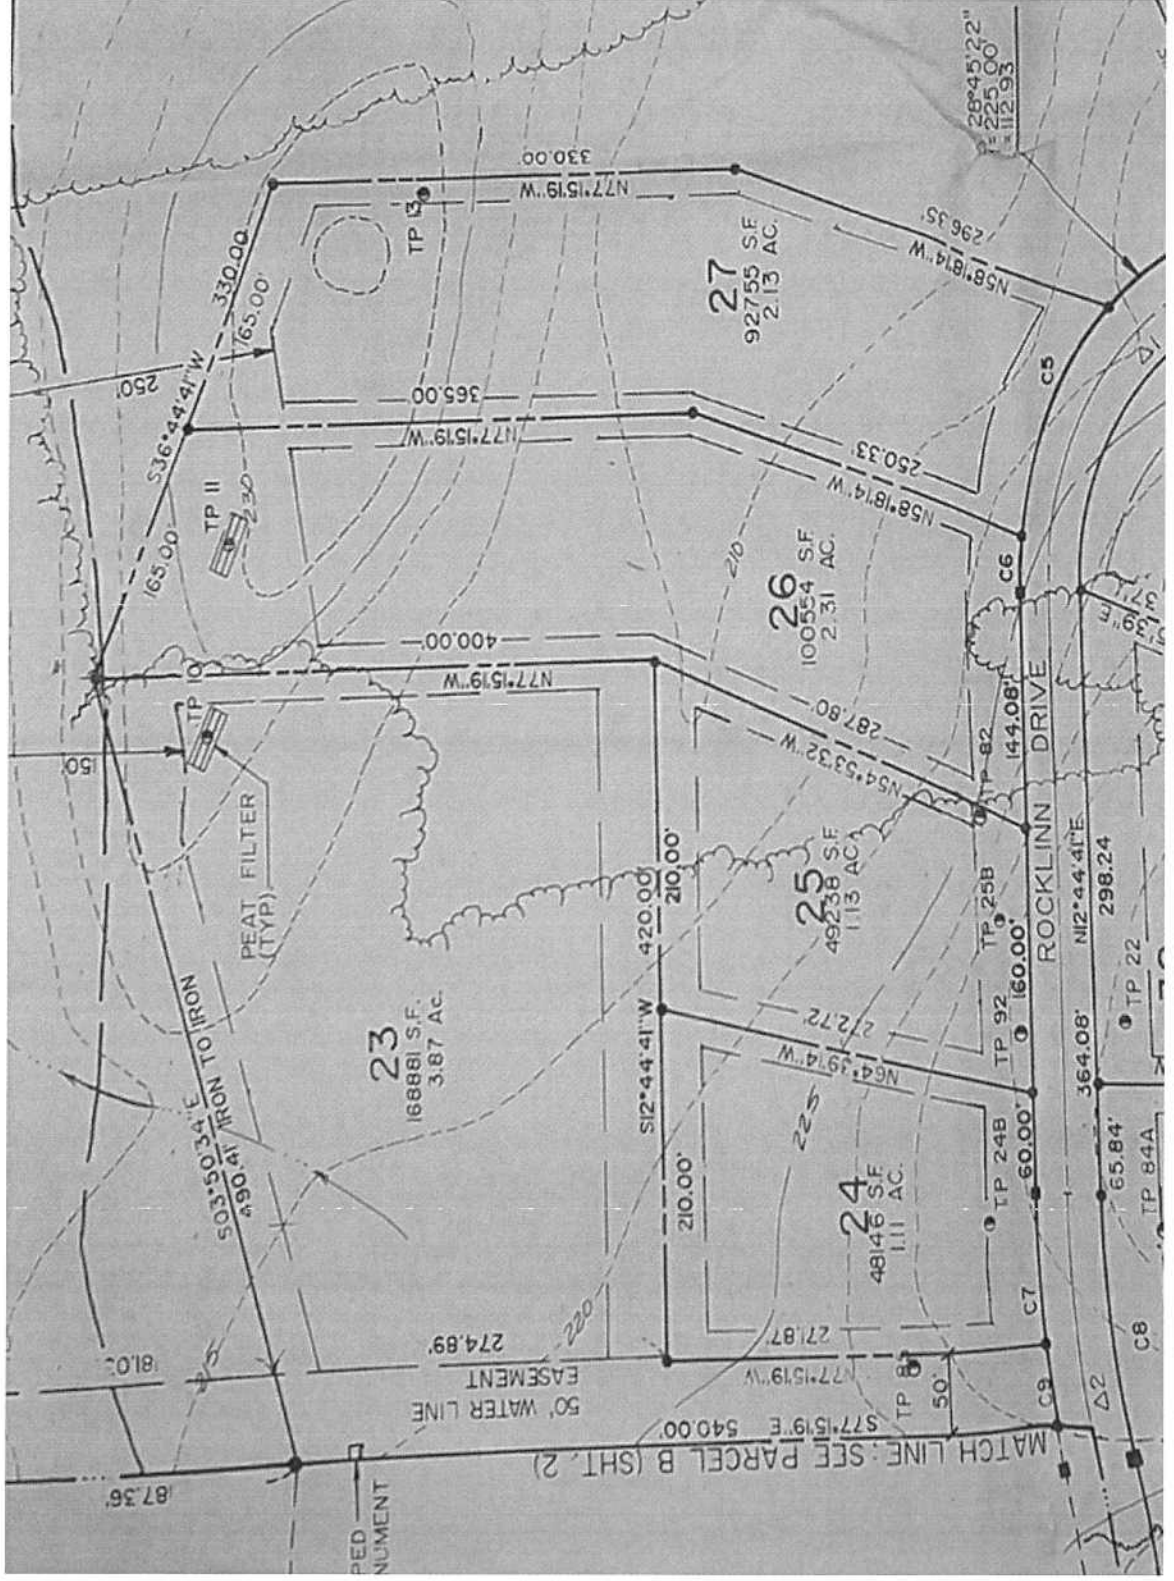 28°45'22"
= 225.00'
= 112.93
330.00'
N77°15'19"W
TP 13
330.00'
165.00'
S36°44'41"W
250'
27
92755 S.F.
2.13 AC.
296.35'
N58°18'14"W
C5
Δ1
365.00'
N77°15'19"W
250.33'
N58°18'14"W
TP 11
230
165.00'
210
26
100554 S.F.
2.31 AC.
C6
400.00'
N77°15'19"W
TP 10
150'
287.80'
N54°53'32"W
TP 82
144.08'
ROCKLINN DRIVE
PEAT FILTER
(TYP)
25
49238 S.F.
1.13 AC.
420.00'
210.00'
TP 25B
160.00'
N12°44'41"E
298.24
23
168881 S.F.
3.87 Ac.
S12°44'41"W
272.72'
N64°39'14"W
TP 92
364.08'
TP 22
S03°50'34"E
490.41' IRON TO IRON
225
210.00'
24
48146 S.F.
1.11 AC.
TP 24B
60.00'
65.84'
TP 84A
220
274.89'
50' WATER LINE
EASEMENT
271.87'
N77°15'19"W
50'
C7
C9
C8
Δ2
S77°15'19"E 540.00'
MATCH LINE: SEE PARCEL B (SHT. 2)
187.36'
PED
NUMENT